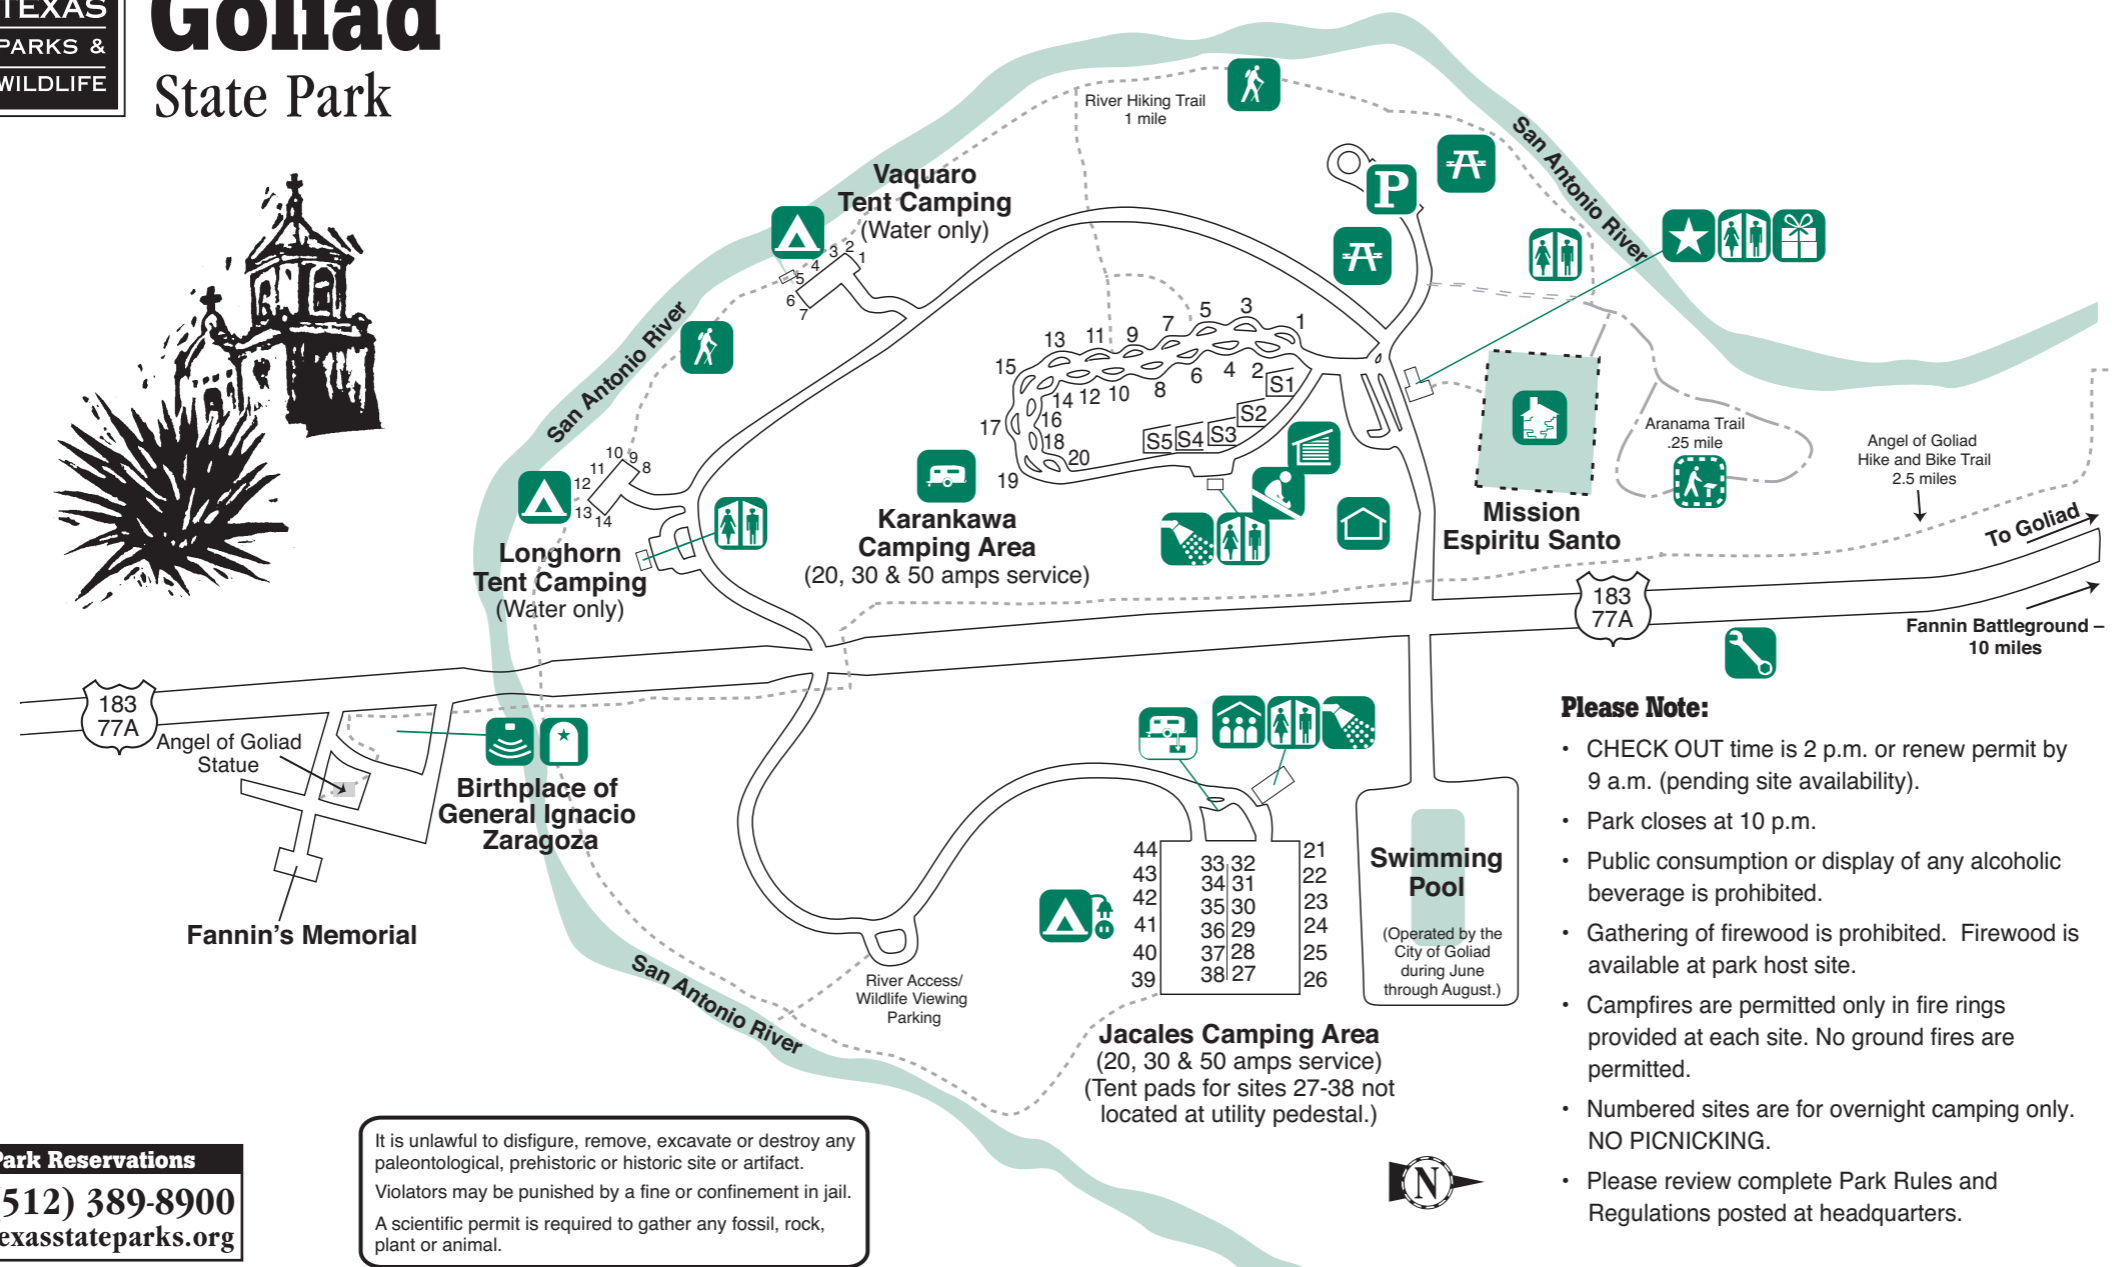 TEXAS
PARKS &
WILDLIFE
Goliad
State Park
River Hiking Trail
1 mile
San Antonio River
Vaquaro
Tent Camping
(Water only)
1
2
3
4
5
6
7
P
San Antonio River
1
3
5
7
9
11
13
15
17
19
2
4
6
8
10
12
14
16
18
20
S1
S2
S3
S4
S5
Karankawa
Camping Area
(20, 30 & 50 amps service)
8
9
10
11
12
13
14
Longhorn
Tent Camping
(Water only)
Mission
Espiritu Santo
Aranama Trail
.25 mile
Angel of Goliad
Hike and Bike Trail
2.5 miles
To Goliad
183
77A
Fannin Battleground –
10 miles
183
77A
Angel of Goliad
Statue
Birthplace of
General Ignacio
Zaragoza
Fannin's Memorial
San Antonio River
River Access/
Wildlife Viewing
Parking
44
43
42
41
40
39
33 32
34 31
35 30
36 29
37 28
38 27
21
22
23
24
25
26
Jacales Camping Area
(20, 30 & 50 amps service)
(Tent pads for sites 27-38 not
located at utility pedestal.)
Swimming
Pool
(Operated by the
City of Goliad
during June
through August.)
N
Please Note:
• CHECK OUT time is 2 p.m. or renew permit by
9 a.m. (pending site availability).
• Park closes at 10 p.m.
• Public consumption or display of any alcoholic
beverage is prohibited.
• Gathering of firewood is prohibited. Firewood is
available at park host site.
• Campfires are permitted only in fire rings
provided at each site. No ground fires are
permitted.
• Numbered sites are for overnight camping only.
NO PICNICKING.
• Please review complete Park Rules and
Regulations posted at headquarters.
Park Reservations
(512) 389-8900
texasstateparks.org
It is unlawful to disfigure, remove, excavate or destroy any
paleontological, prehistoric or historic site or artifact.
Violators may be punished by a fine or confinement in jail.
A scientific permit is required to gather any fossil, rock,
plant or animal.